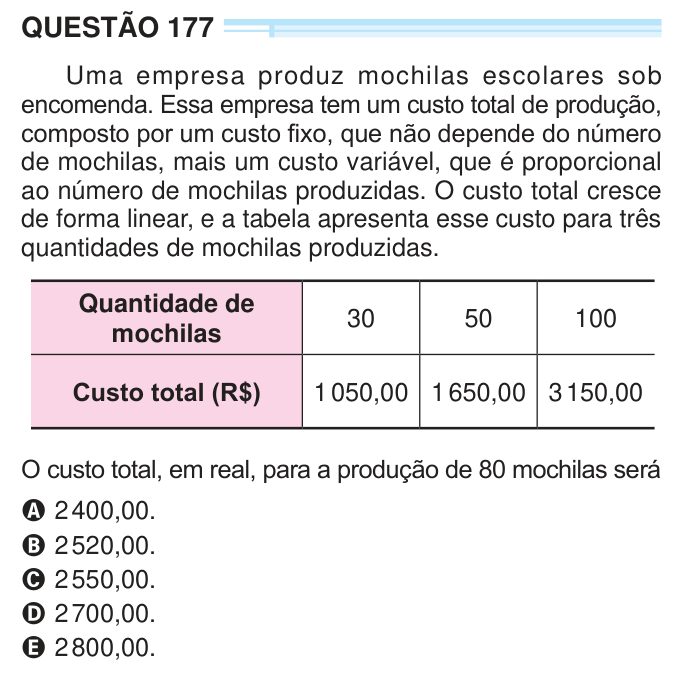 QUESTÃO 177
Uma empresa produz mochilas escolares sob
encomenda. Essa empresa tem um custo total de produção,
composto por um custo fixo, que não depende do número
de mochilas, mais um custo variável, que é proporcional
ao número de mochilas produzidas. O custo total cresce
de forma linear, e a tabela apresenta esse custo para três
quantidades de mochilas produzidas.
Quantidade de
mochilas
30 50 100
Custo total (R$) 1 050,00 1 650,00 3 150,00
O custo total, em real, para a produção de 80 mochilas será
A 2 400,00.
B 2 520,00.
C 2 550,00.
D 2 700,00.
E 2 800,00.